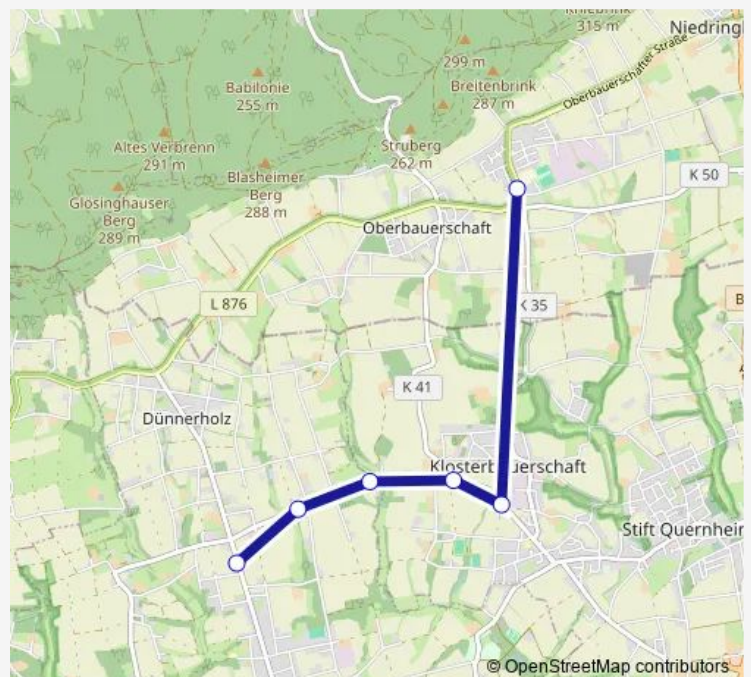 315 m
Niedringl
299 m
Babilonie
255 m
Breitenbrink
287 m
Oberbauerschafter Straße
Altes Verbrenn
291 m
Struberg
262 m
Blasheimer
Berg
288 m
K 50
Glösinghauser
Berg
289 m
Oberbauerschaft
L 876
K 35
B
K 41
Dünnerholz
Klosterbauerschaft
Stift Quernheim
© OpenStreetMap contributors